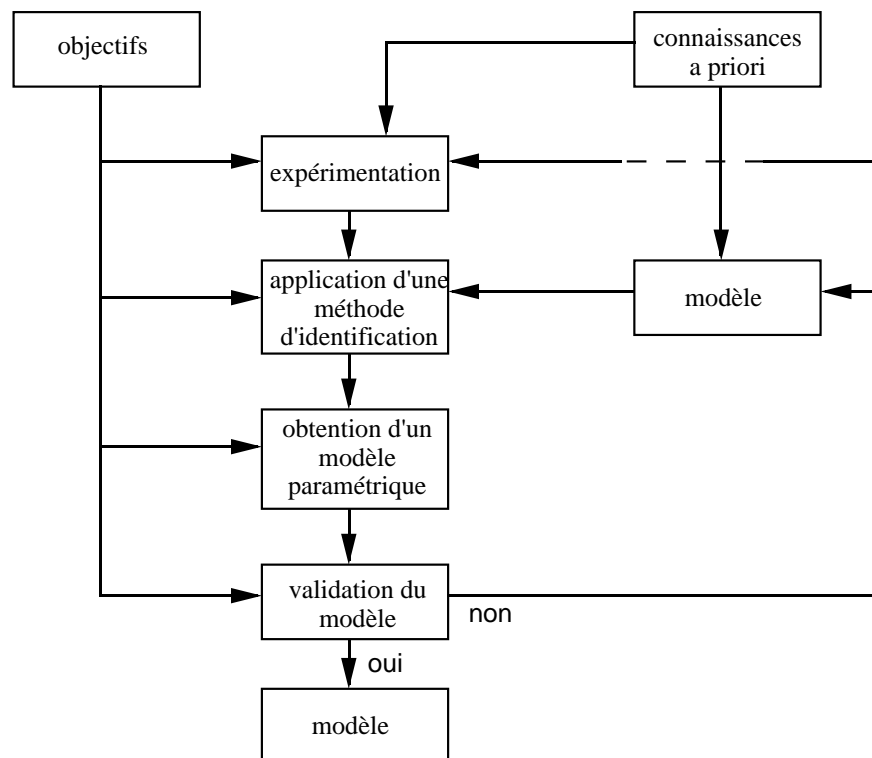 objectifs
connaissances
a priori
expérimentation
application d'une
méthode
d'identification
modèle
obtention d'un
modèle
paramétrique
validation du
modèle
non
oui
modèle